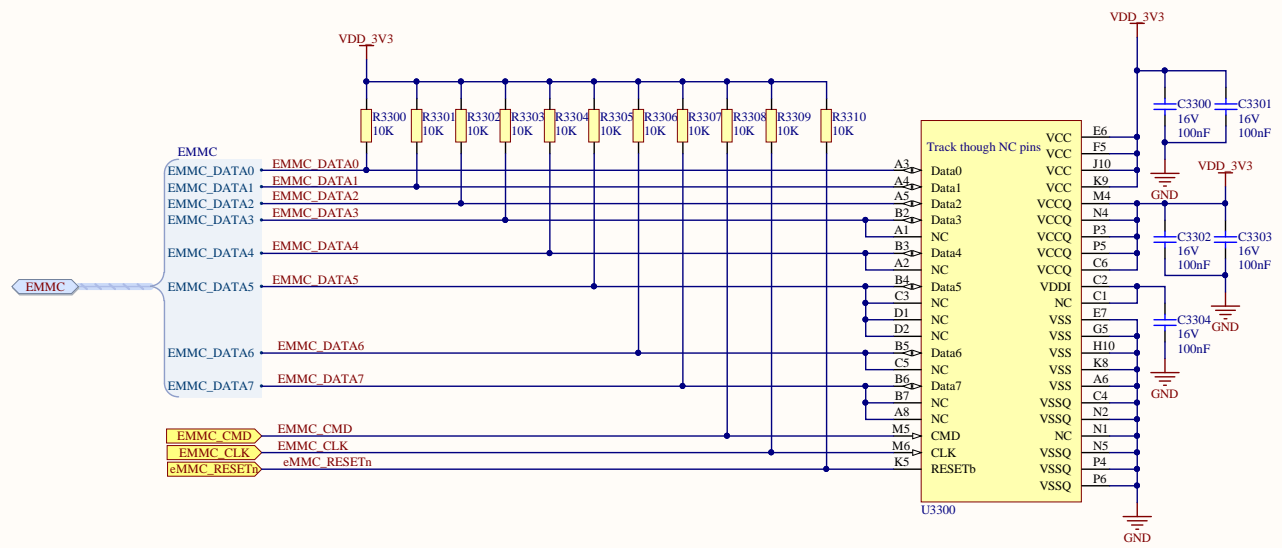 VDD_3V3
R3300
10K
R3301
10K
R3302
10K
R3303
10K
R3304
10K
R3305
10K
R3306
10K
R3307
10K
R3308
10K
R3309
10K
R3310
10K
EMMC
EMMC
EMMC_DATA0
EMMC_DATA1
EMMC_DATA2
EMMC_DATA3
EMMC_DATA4
EMMC_DATA5
EMMC_DATA6
EMMC_DATA7
EMMC_DATA0
EMMC_DATA1
EMMC_DATA2
EMMC_DATA3
EMMC_DATA4
EMMC_DATA5
EMMC_DATA6
EMMC_DATA7
EMMC_CMD EMMC_CMD
EMMC_CLK EMMC_CLK
eMMC_RESETn eMMC_RESETn
Track though NC pins
A3 Data0
A4 Data1
A5 Data2
B2 Data3
A1 NC
B3 Data4
A2 NC
B4 Data5
C3 NC
D1 NC
D2 NC
B5 Data6
C5 NC
B6 Data7
B7 NC
A8 NC
M5 CMD
M6 CLK
K5 RESETb
VCC E6
VCC F5
VCC J10
VCC K9
VCCQ M4
VCCQ N4
VCCQ P3
VCCQ P5
VCCQ C6
VDDI C2
NC C1
VSS E7
VSS G5
VSS H10
VSS K8
VSS A6
VSSQ C4
VSSQ N2
NC N1
VSSQ N5
VSSQ P4
VSSQ P6
U3300
VDD_3V3
C3300
16V
100nF
C3301
16V
100nF
GND
VDD_3V3
C3302
16V
100nF
C3303
16V
100nF
GND
C3304
16V
100nF
GND
GND